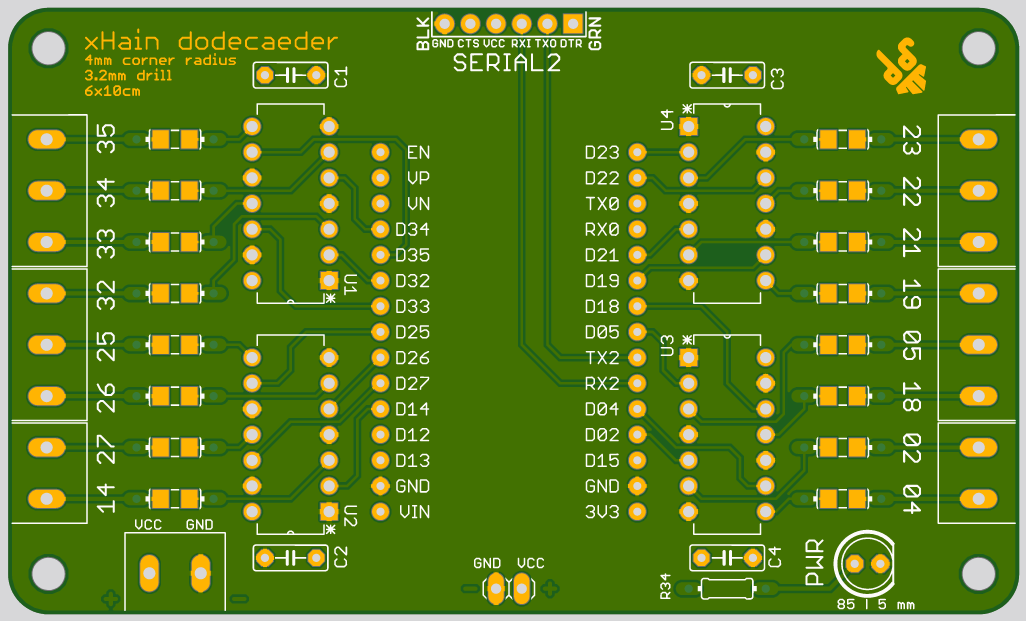 BLK
GRN
GND CTS VCC RXI TXO DTR
SERIAL2
xHain dodecaeder
4mm corner radius
3.2mm drill
6x10cm
C1
C3
U4
35
34
33
32
25
26
27
14
EN
VP
VN
D34
D35
D32
D33
D25
D26
D27
D14
D12
D13
GND
VIN
U1
U2
D23
D22
TX0
RX0
D21
D19
D18
D05
TX2
RX2
D04
D02
D15
GND
3V3
U3
23
22
21
19
05
18
02
04
VCC GND
C2
GND VCC
C4
R34
PWR
85 | 5 mm